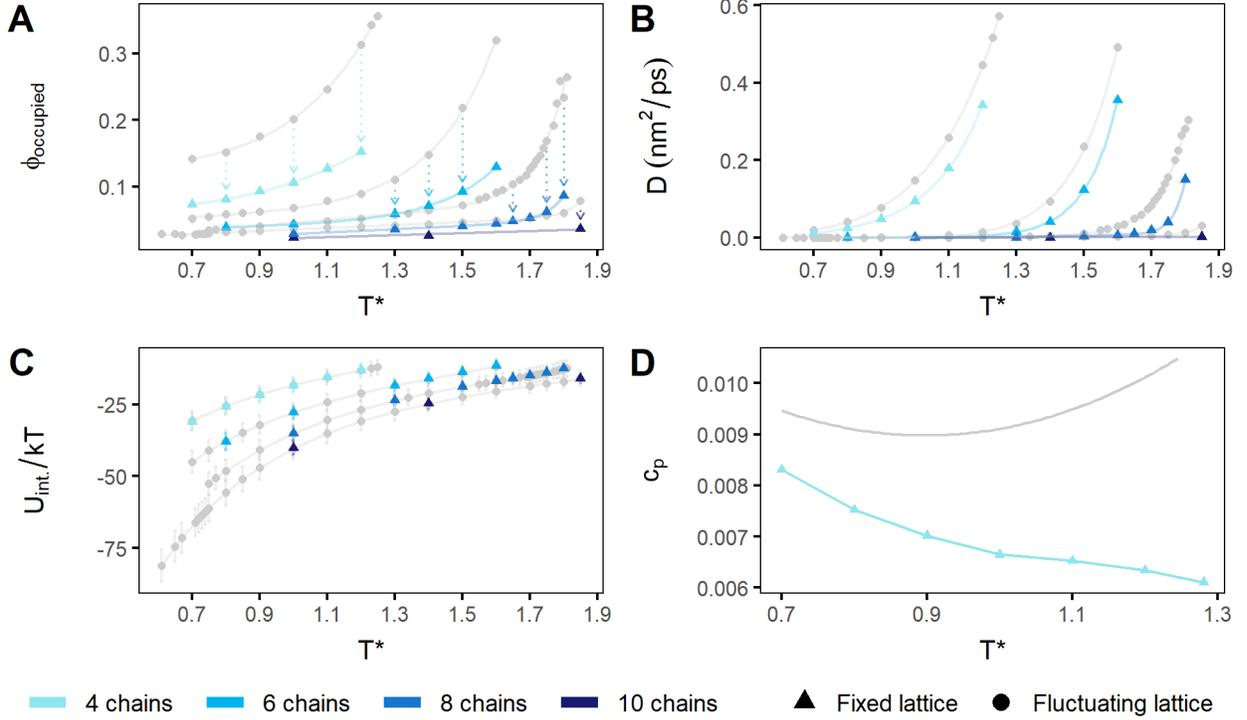 A
B
ϕoccupied
0.3
0.2
0.1
0.7 0.9 1.1 1.3 1.5 1.7 1.9
T*
D (nm²/ps)
0.6
0.4
0.2
0.0
0.7 0.9 1.1 1.3 1.5 1.7 1.9
T*
C
D
Uint./kT
-25
-50
-75
0.7 0.9 1.1 1.3 1.5 1.7 1.9
T*
cp
0.010
0.009
0.008
0.007
0.006
0.7 0.9 1.1 1.3
T*
4 chains 6 chains 8 chains 10 chains Fixed lattice Fluctuating lattice